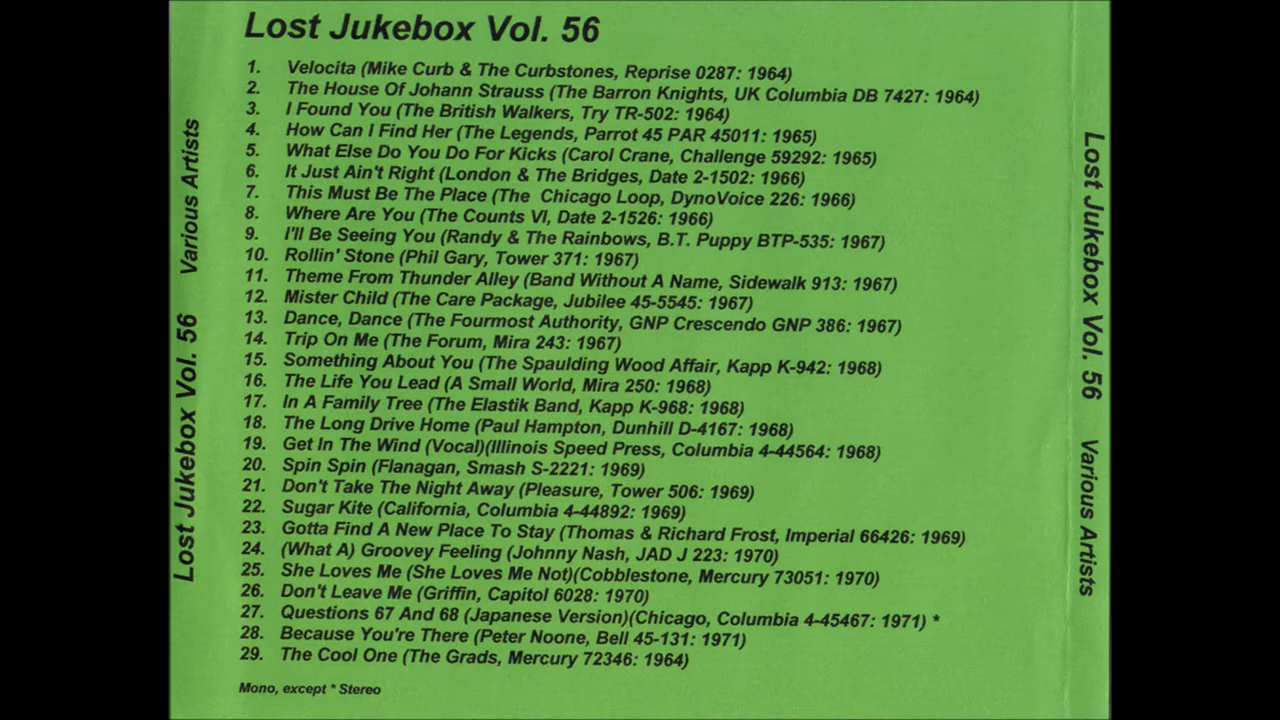 Lost Jukebox Vol. 56
1. Velocita (Mike Curb & The Curbstones, Reprise 0287: 1964)
2. The House Of Johann Strauss (The Barron Knights, UK Columbia DB 7427: 1964)
3. I Found You (The British Walkers, Try TR-502: 1964)
4. How Can I Find Her (The Legends, Parrot 45 PAR 45011: 1965)
5. What Else Do You Do For Kicks (Carol Crane, Challenge 59292: 1965)
6. It Just Ain't Right (London & The Bridges, Date 2-1502: 1966)
7. This Must Be The Place (The Chicago Loop, DynoVoice 226: 1966)
8. Where Are You (The Counts VI, Date 2-1526: 1966)
9. I'll Be Seeing You (Randy & The Rainbows, B.T. Puppy BTP-535: 1967)
10. Rollin' Stone (Phil Gary, Tower 371: 1967)
11. Theme From Thunder Alley (Band Without A Name, Sidewalk 913: 1967)
12. Mister Child (The Care Package, Jubilee 45-5545: 1967)
13. Dance, Dance (The Fourmost Authority, GNP Crescendo GNP 386: 1967)
14. Trip On Me (The Forum, Mira 243: 1967)
15. Something About You (The Spaulding Wood Affair, Kapp K-942: 1968)
16. The Life You Lead (A Small World, Mira 250: 1968)
17. In A Family Tree (The Elastik Band, Kapp K-968: 1968)
18. The Long Drive Home (Paul Hampton, Dunhill D-4167: 1968)
19. Get In The Wind (Vocal)(Illinois Speed Press, Columbia 4-44564: 1968)
20. Spin Spin (Flanagan, Smash S-2221: 1969)
21. Don't Take The Night Away (Pleasure, Tower 506: 1969)
22. Sugar Kite (California, Columbia 4-44892: 1969)
23. Gotta Find A New Place To Stay (Thomas & Richard Frost, Imperial 66426: 1969)
24. (What A) Groovey Feeling (Johnny Nash, JAD J 223: 1970)
25. She Loves Me (She Loves Me Not)(Cobblestone, Mercury 73051: 1970)
26. Don't Leave Me (Griffin, Capitol 6028: 1970)
27. Questions 67 And 68 (Japanese Version)(Chicago, Columbia 4-45467: 1971) *
28. Because You're There (Peter Noone, Bell 45-131: 1971)
29. The Cool One (The Grads, Mercury 72346: 1964)
Mono, except * Stereo
Lost Jukebox Vol. 56 Various Artists
Lost Jukebox Vol. 56 Various Artists